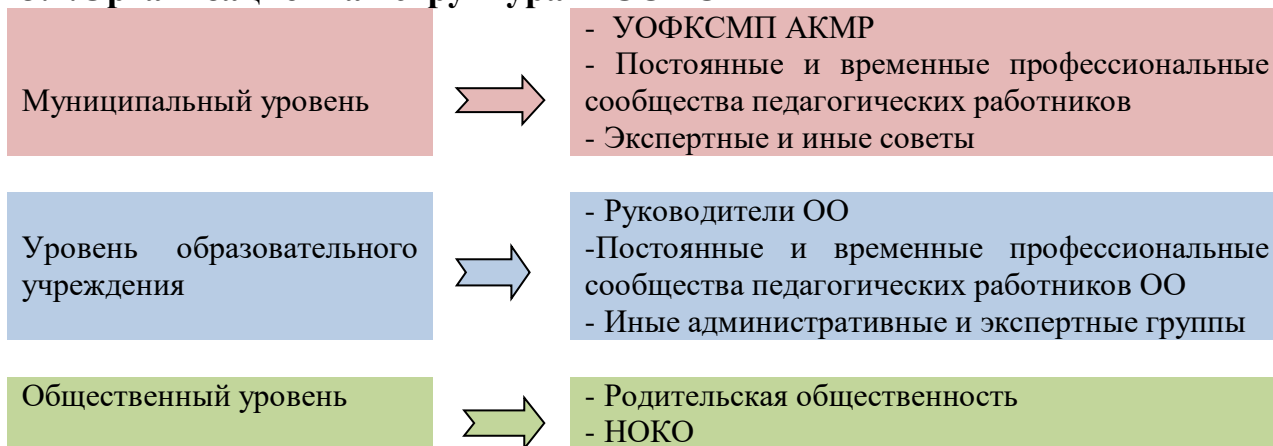 Муниципальный уровень
- УОФКСМП АКМР
- Постоянные и временные профессиональные
сообщества педагогических работников
- Экспертные и иные советы
Уровень образовательного
учреждения
- Руководители ОО
-Постоянные и временные профессиональные
сообщества педагогических работников ОО
- Иные административные и экспертные группы
Общественный уровень
- Родительская общественность
- НОКО